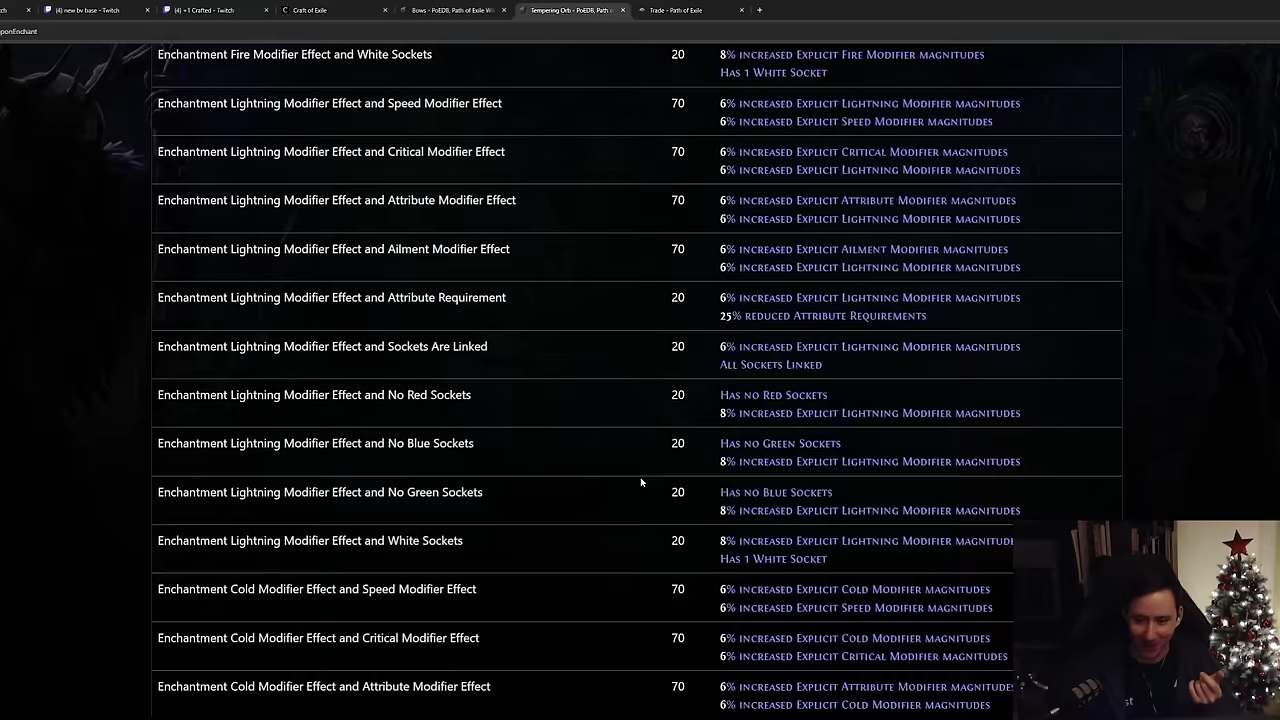 tch
(4) new bv base - Twitch
(4) +1 Crafted - Twitch
Craft of Exile
Bows - PoEDB, Path of Exile Wi
Tempering Orb - PoEDB, Path o
Trade - Path of Exile
ponEnchant
Enchantment Fire Modifier Effect and White Sockets 20 8% increased Explicit Fire Modifier magnitudes
Has 1 White Socket
Enchantment Lightning Modifier Effect and Speed Modifier Effect 70 6% increased Explicit Lightning Modifier magnitudes
6% increased Explicit Speed Modifier magnitudes
Enchantment Lightning Modifier Effect and Critical Modifier Effect 70 6% increased Explicit Critical Modifier magnitudes
6% increased Explicit Lightning Modifier magnitudes
Enchantment Lightning Modifier Effect and Attribute Modifier Effect 70 6% increased Explicit Attribute Modifier magnitudes
6% increased Explicit Lightning Modifier magnitudes
Enchantment Lightning Modifier Effect and Ailment Modifier Effect 70 6% increased Explicit Ailment Modifier magnitudes
6% increased Explicit Lightning Modifier magnitudes
Enchantment Lightning Modifier Effect and Attribute Requirement 20 6% increased Explicit Lightning Modifier magnitudes
25% reduced Attribute Requirements
Enchantment Lightning Modifier Effect and Sockets Are Linked 20 6% increased Explicit Lightning Modifier magnitudes
All Sockets Linked
Enchantment Lightning Modifier Effect and No Red Sockets 20 Has no Red Sockets
8% increased Explicit Lightning Modifier magnitudes
Enchantment Lightning Modifier Effect and No Blue Sockets 20 Has no Green Sockets
8% increased Explicit Lightning Modifier magnitudes
Enchantment Lightning Modifier Effect and No Green Sockets 20 Has no Blue Sockets
8% increased Explicit Lightning Modifier magnitudes
Enchantment Lightning Modifier Effect and White Sockets 20 8% increased Explicit Lightning Modifier magnitudes
Has 1 White Socket
Enchantment Cold Modifier Effect and Speed Modifier Effect 70 6% increased Explicit Cold Modifier magnitudes
6% increased Explicit Speed Modifier magnitudes
Enchantment Cold Modifier Effect and Critical Modifier Effect 70 6% increased Explicit Cold Modifier magnitudes
6% increased Explicit Critical Modifier magnitudes
Enchantment Cold Modifier Effect and Attribute Modifier Effect 70 6% increased Explicit Attribute Modifier magnitudes
6% increased Explicit Cold Modifier magnitudes
st